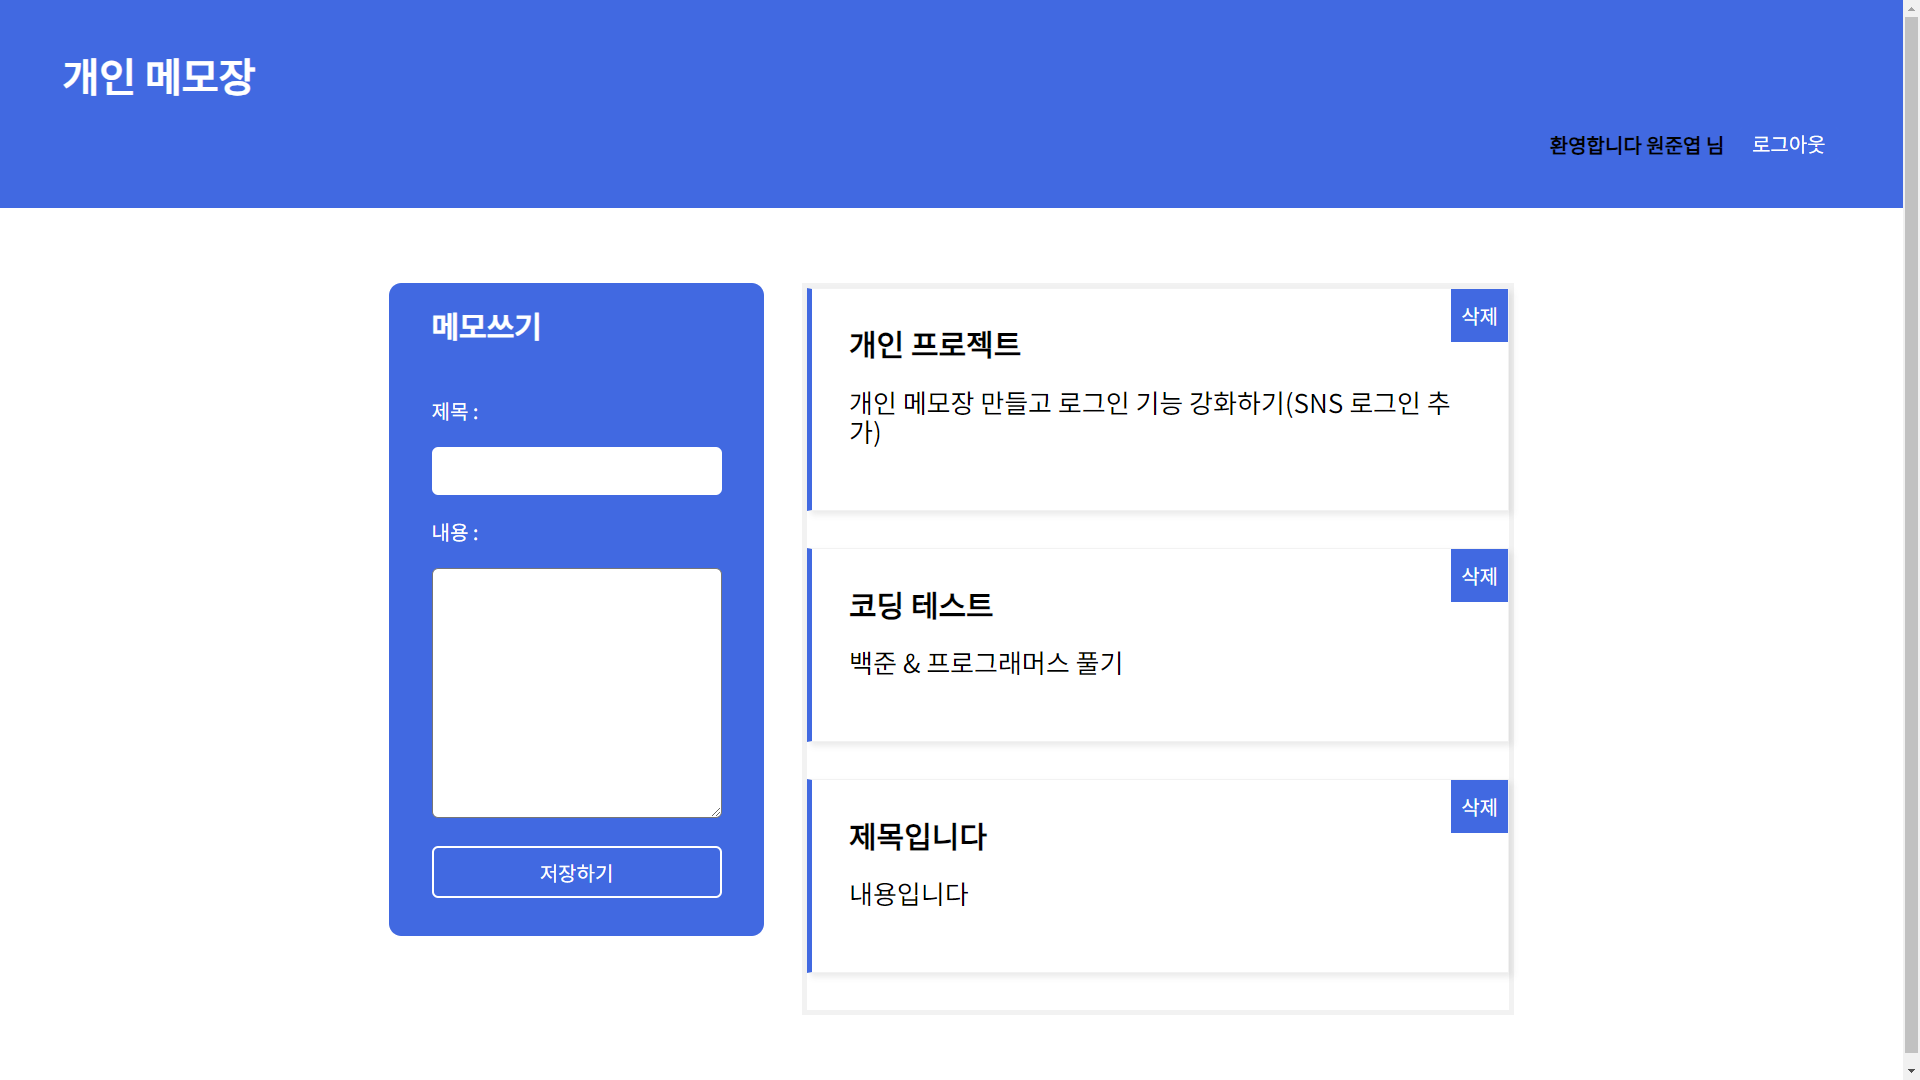 개인 메모장
환영합니다 원준엽 님 로그아웃
메모쓰기
제목 :
내용 :
저장하기
개인 프로젝트
삭제
개인 메모장 만들고 로그인 기능 강화하기(SNS 로그인 추
가)
코딩 테스트
삭제
백준 & 프로그래머스 풀기
제목입니다
삭제
내용입니다